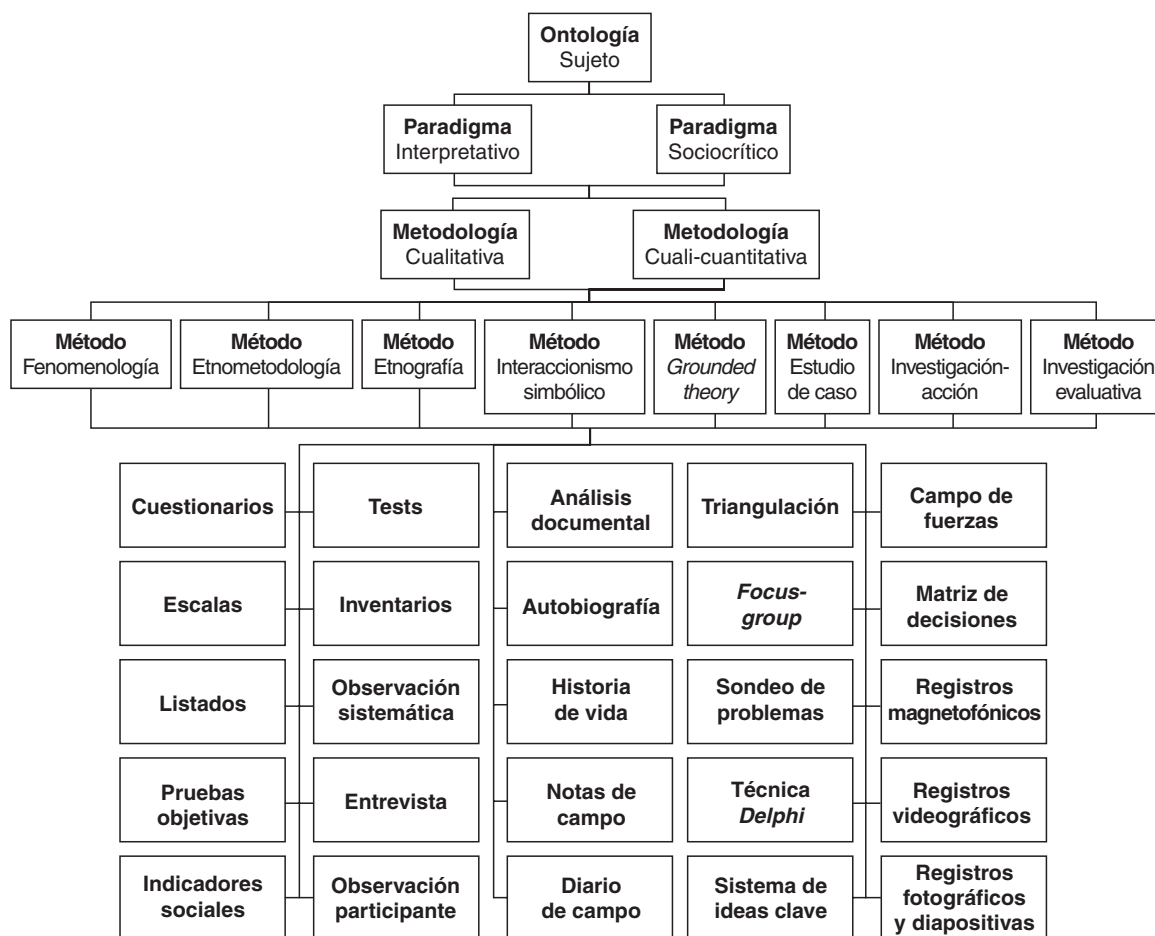 Ontología
Sujeto
Paradigma
Interpretativo
Paradigma
Sociocrítico
Metodología
Cualitativa
Metodología
Cuali-cuantitativa
Método
Fenomenología
Método
Etnometodología
Método
Etnografía
Método
Interaccionismo
simbólico
Método
Grounded
theory
Método
Estudio
de caso
Método
Investigación-
acción
Método
Investigación
evaluativa
Cuestionarios
Tests
Análisis
documental
Triangulación
Campo de
fuerzas
Escalas
Inventarios
Autobiografía
Focus-
group
Matriz de
decisiones
Listados
Observación
sistemática
Historia
de vida
Sondeo de
problemas
Registros
magnetofónicos
Pruebas
objetivas
Entrevista
Notas de
campo
Técnica
Delphi
Registros
videográficos
Indicadores
sociales
Observación
participante
Diario
de campo
Sistema de
ideas clave
Registros
fotográficos
y diapositivas